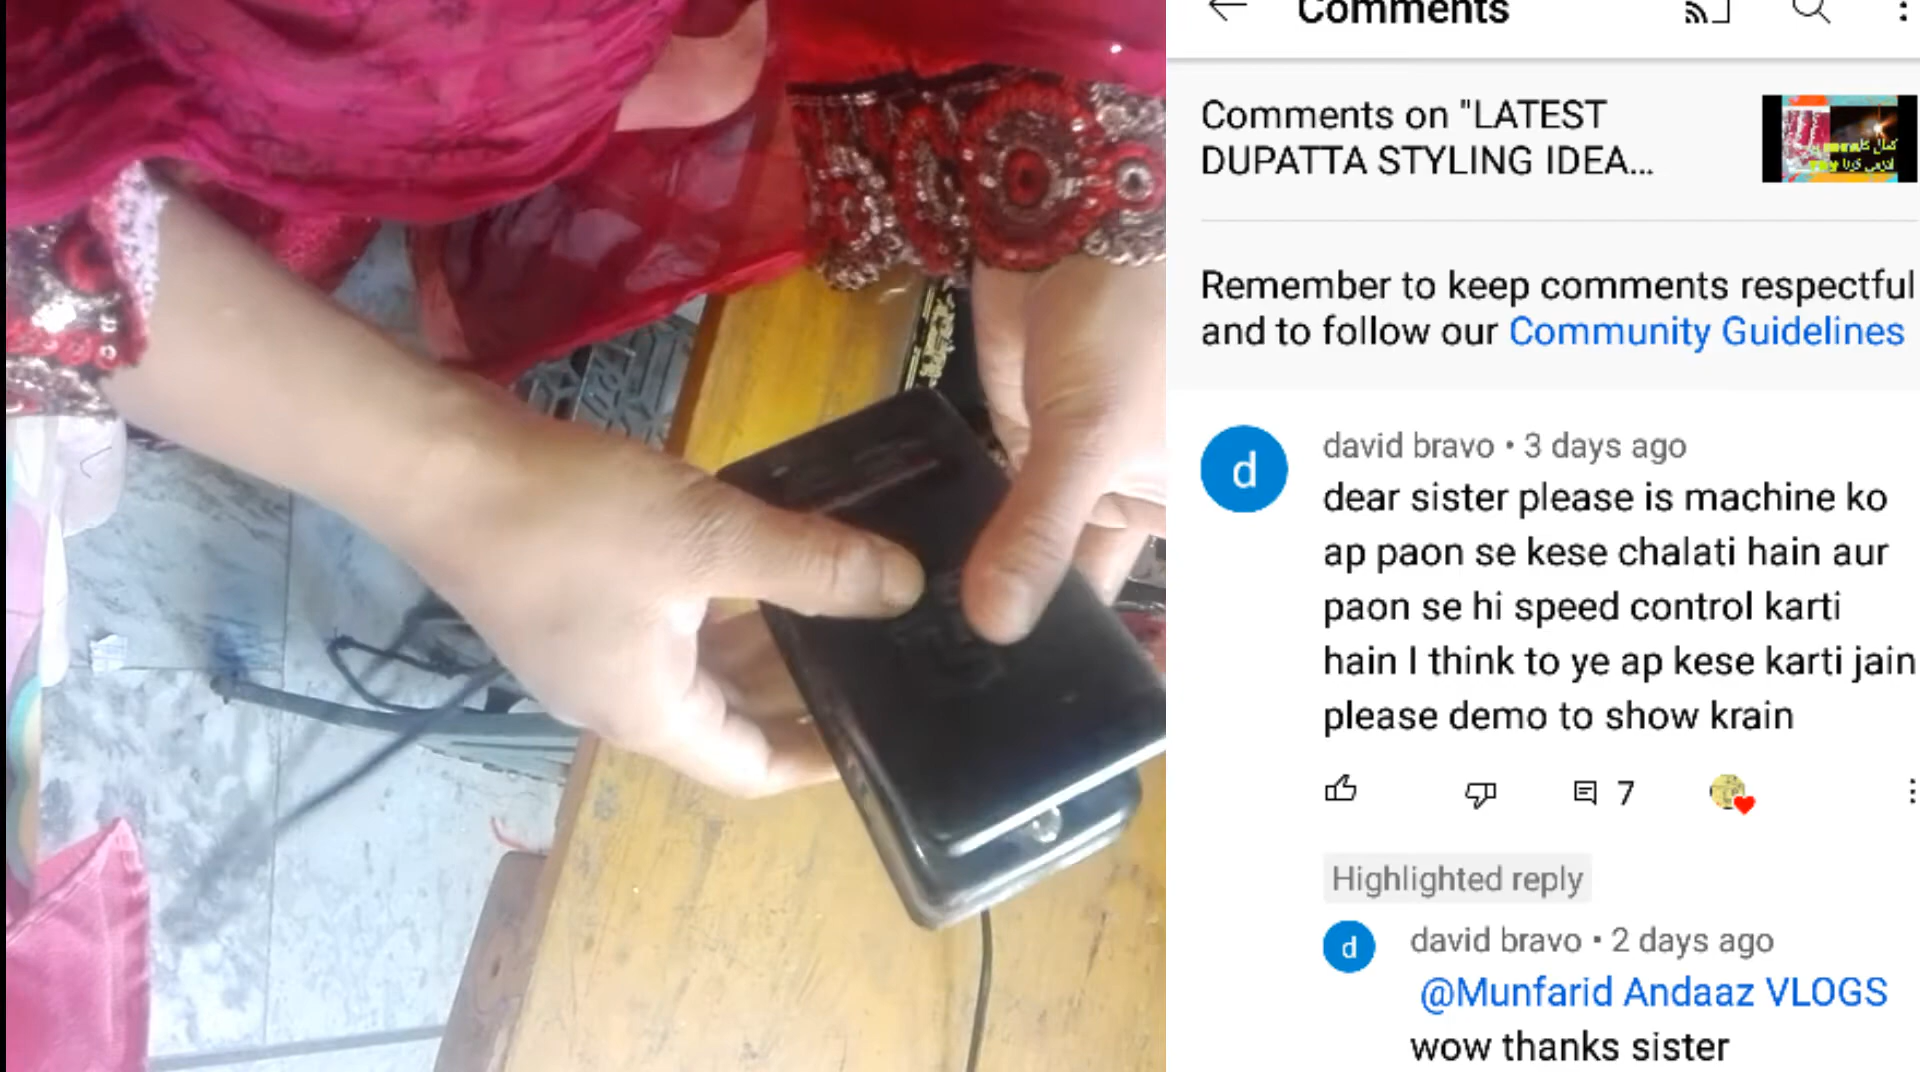 Comments
Comments on "LATEST
DUPATTA STYLING IDEA...
Remember to keep comments respectful
and to follow our Community Guidelines
d
david bravo • 3 days ago
dear sister please is machine ko
ap paon se kese chalati hain aur
paon se hi speed control karti
hain I think to ye ap kese karti jain
please demo to show krain
7
Highlighted reply
d
david bravo • 2 days ago
@Munfarid Andaaz VLOGS
wow thanks sister